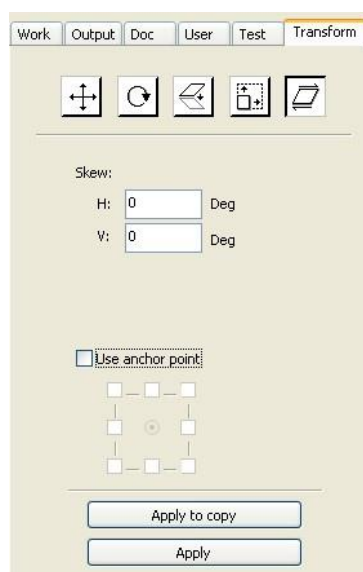 Work Output Doc User Test Transform
Skew:
H: 0 Deg
V: 0 Deg
Use anchor point
Apply to copy
Apply